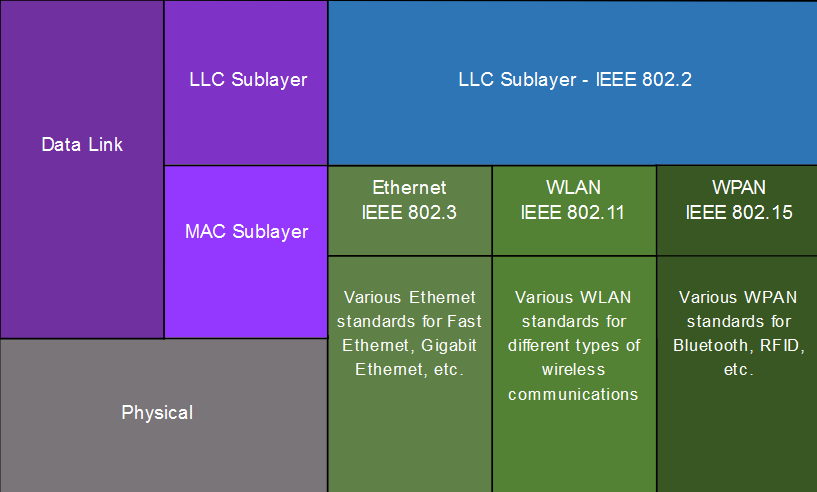 Data Link
LLC Sublayer
LLC Sublayer - IEEE 802.2
MAC Sublayer
Ethernet
IEEE 802.3
WLAN
IEEE 802.11
WPAN
IEEE 802.15
Various Ethernet
standards for Fast
Ethernet, Gigabit
Ethernet, etc.
Various WLAN
standards for
different types of
wireless
communications
Various WPAN
standards for
Bluetooth, RFID,
etc.
Physical